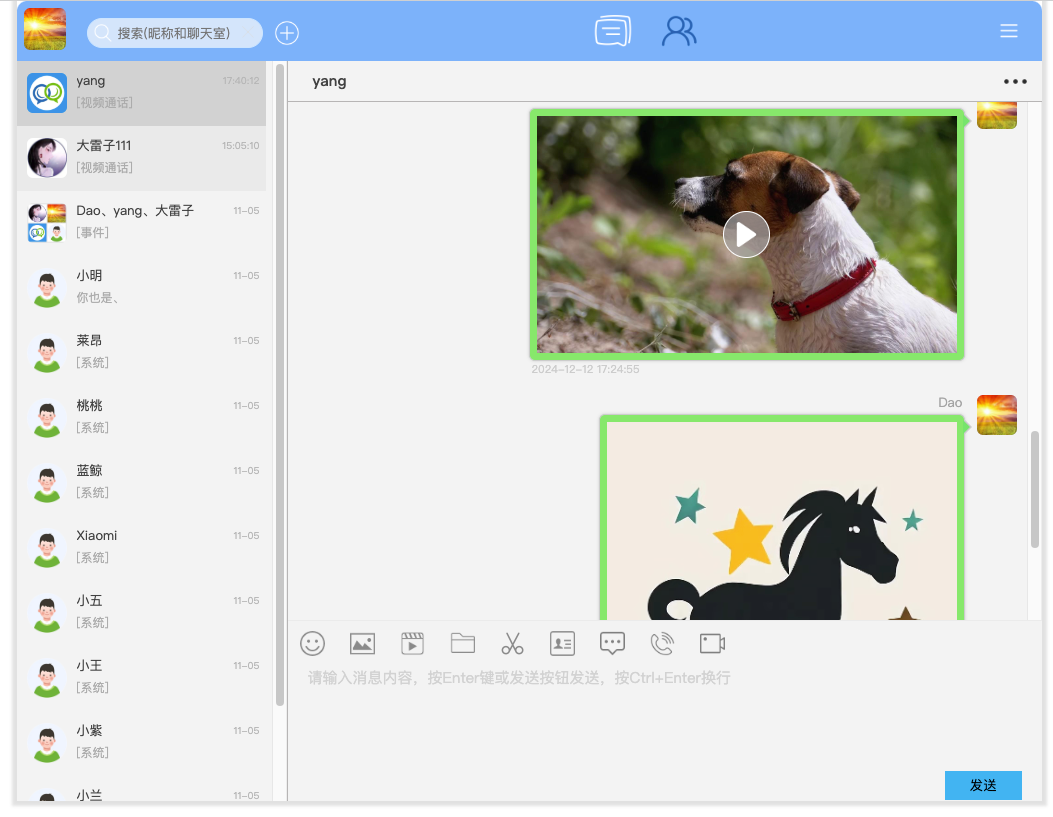 搜索(昵称和聊天室)
yang
17:40:12
[视频通话]
大雷子111
15:05:10
[视频通话]
Dao、yang、大雷子
11-05
[事件]
小明
11-05
你也是、
莱昂
11-05
[系统]
桃桃
11-05
[系统]
蓝鲸
11-05
[系统]
Xiaomi
11-05
[系统]
小五
11-05
[系统]
小王
11-05
[系统]
小紫
11-05
[系统]
小兰
11-05
yang
2024-12-12 17:24:55
Dao
请输入消息内容，按Enter键或发送按钮发送，按Ctrl+Enter换行
发送